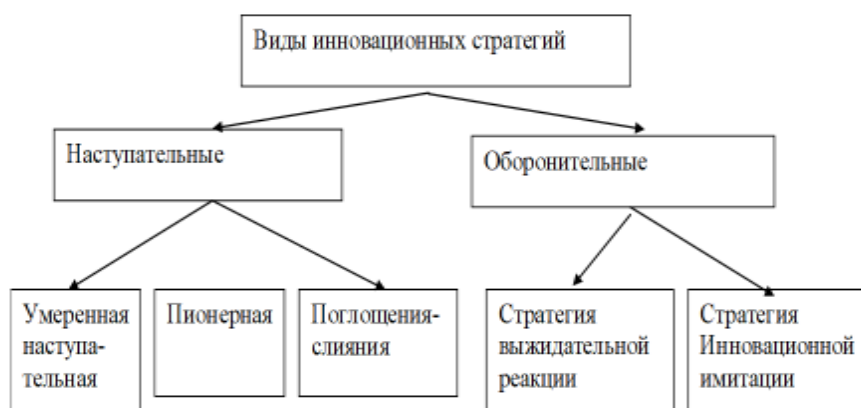 Виды инновационных стратегий
Наступательные
Оборонительные
Умеренная
наступа-
тельная
Пионерная
Поглощения-
слияния
Стратегия
выжидательной
реакции
Стратегия
Инновационной
имитации